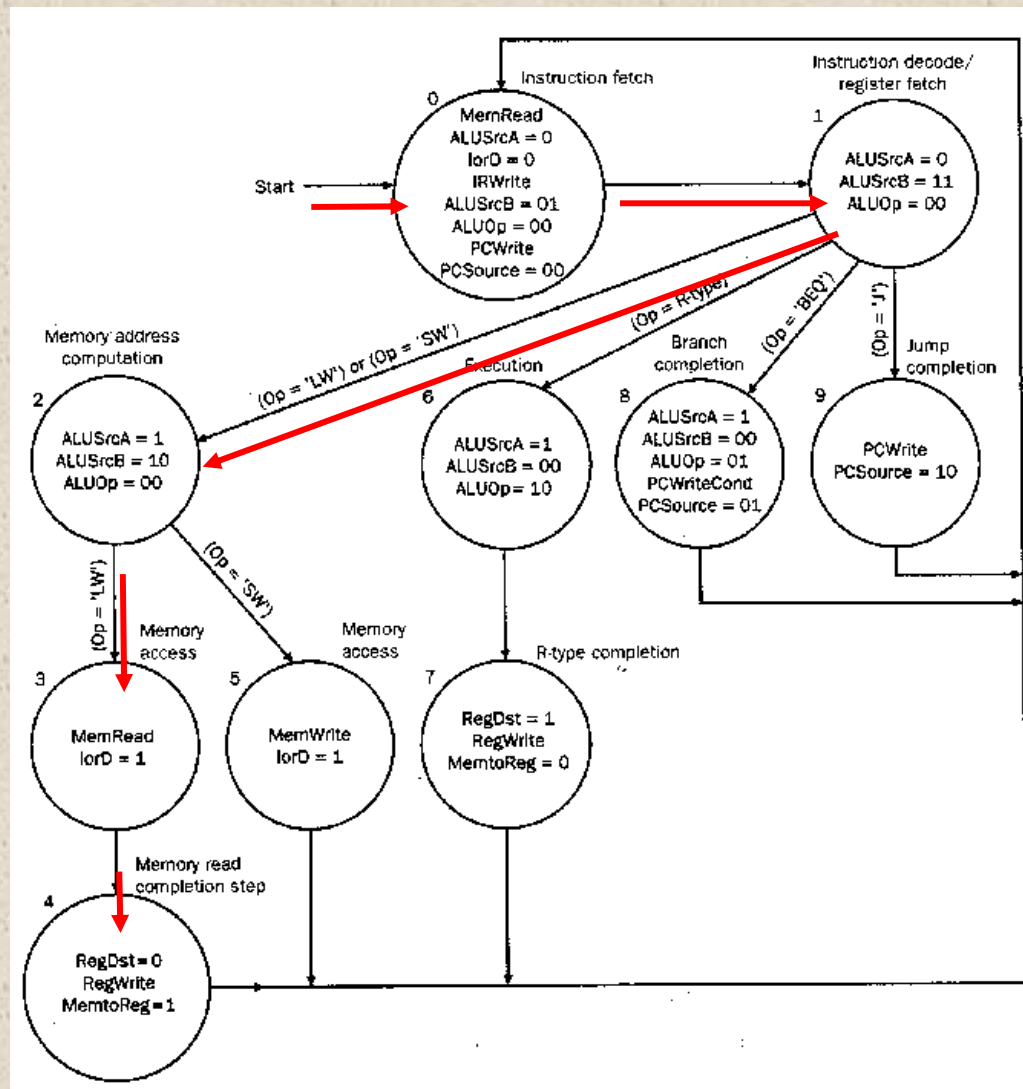 Instruction fetch
0
MemRead
ALUSrcA = 0
IorD = 0
IRWrite
ALUSrcB = 01
ALUOp = 00
PCWrite
PCSource = 00
Start
Instruction decode/
register fetch
1
ALUSrcA = 0
ALUSrcB = 11
ALUOp = 00
(Op = 'LW') or (Op = 'SW')
(Op = R-type)
(Op = 'BEQ')
(Op = 'J')
Memory address
computation
2
ALUSrcA = 1
ALUSrcB = 10
ALUOp = 00
Execution
6
ALUSrcA = 1
ALUSrcB = 00
ALUOp = 10
Branch
completion
8
ALUSrcA = 1
ALUSrcB = 00
ALUOp = 01
PCWriteCond
PCSource = 01
Jump
completion
9
PCWrite
PCSource = 10
(Op = 'LW')
(Op = 'SW')
Memory
access
3
MemRead
IorD = 1
Memory
access
5
MemWrite
IorD = 1
R-type completion
7
RegDst = 1
RegWrite
MemtoReg = 0
Memory read
completion step
4
RegDst = 0
RegWrite
MemtoReg = 1